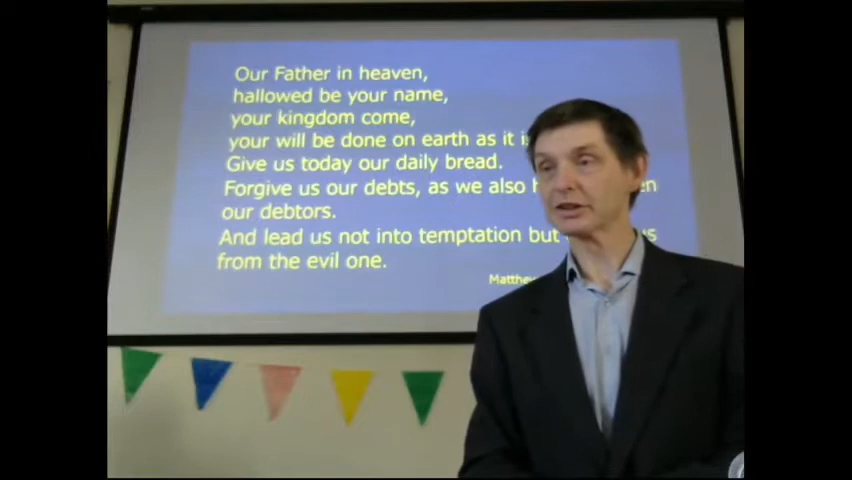 Our Father in heaven,
hallowed be your name,
your kingdom come,
your will be done on earth as it
Give us today our daily bread.
Forgive us our debts, as we also
our debtors.
And lead us not into temptation but
from the evil one.